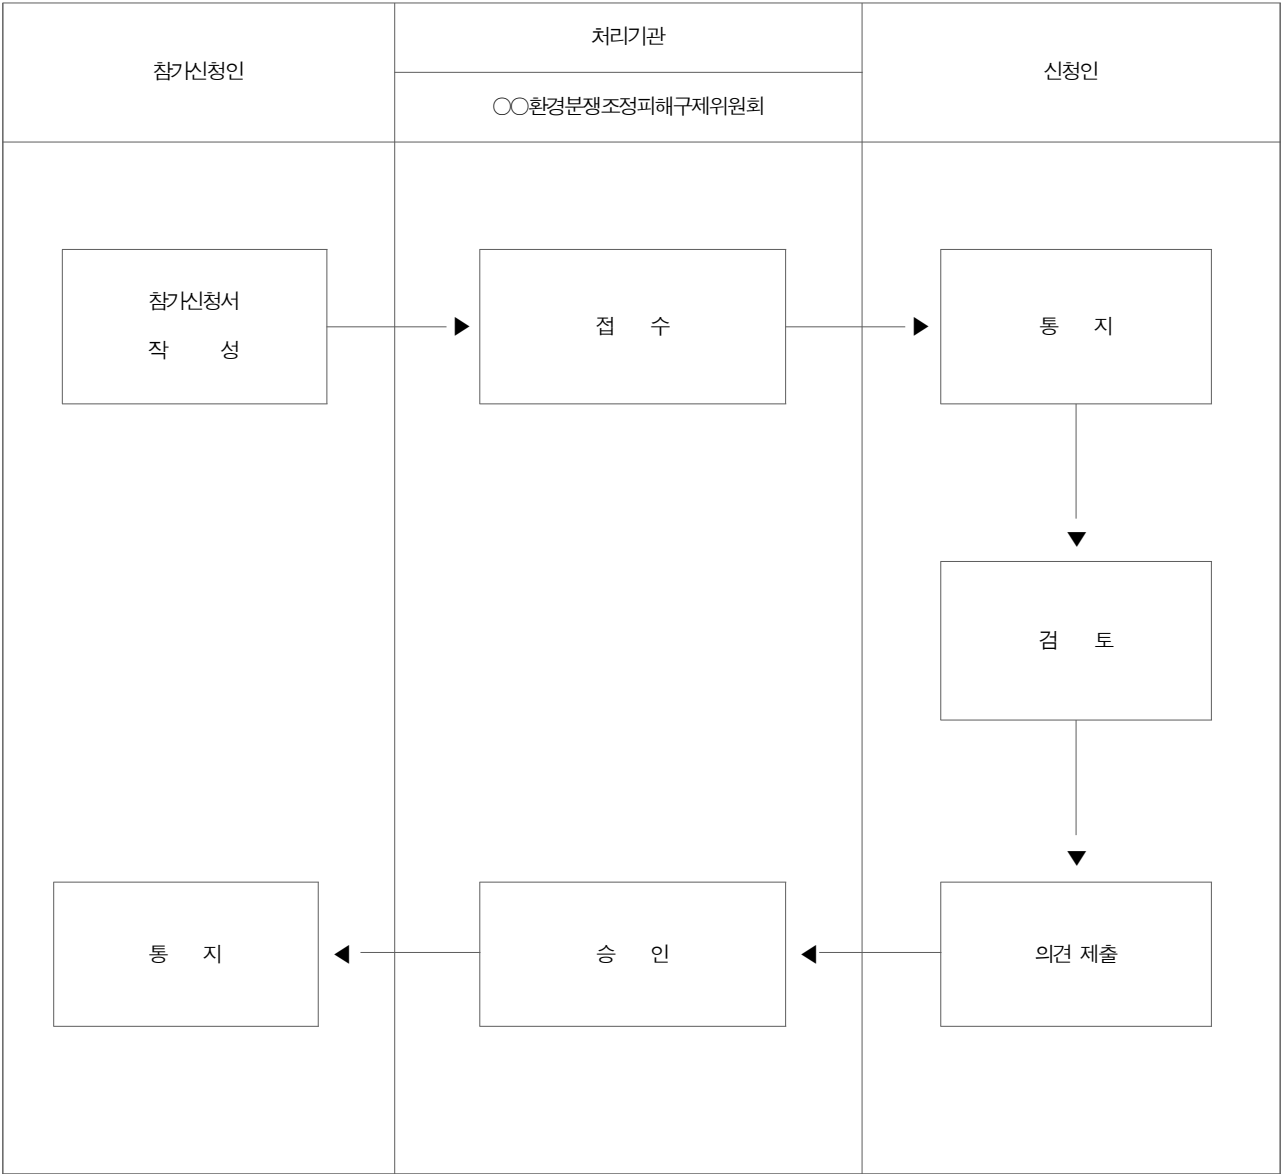 참가신청인
처리기관
○○환경분쟁조정피해구제위원회
신청인
참가신청서
작 성
접 수
통 지
검 토
통 지
승 인
의견 제출